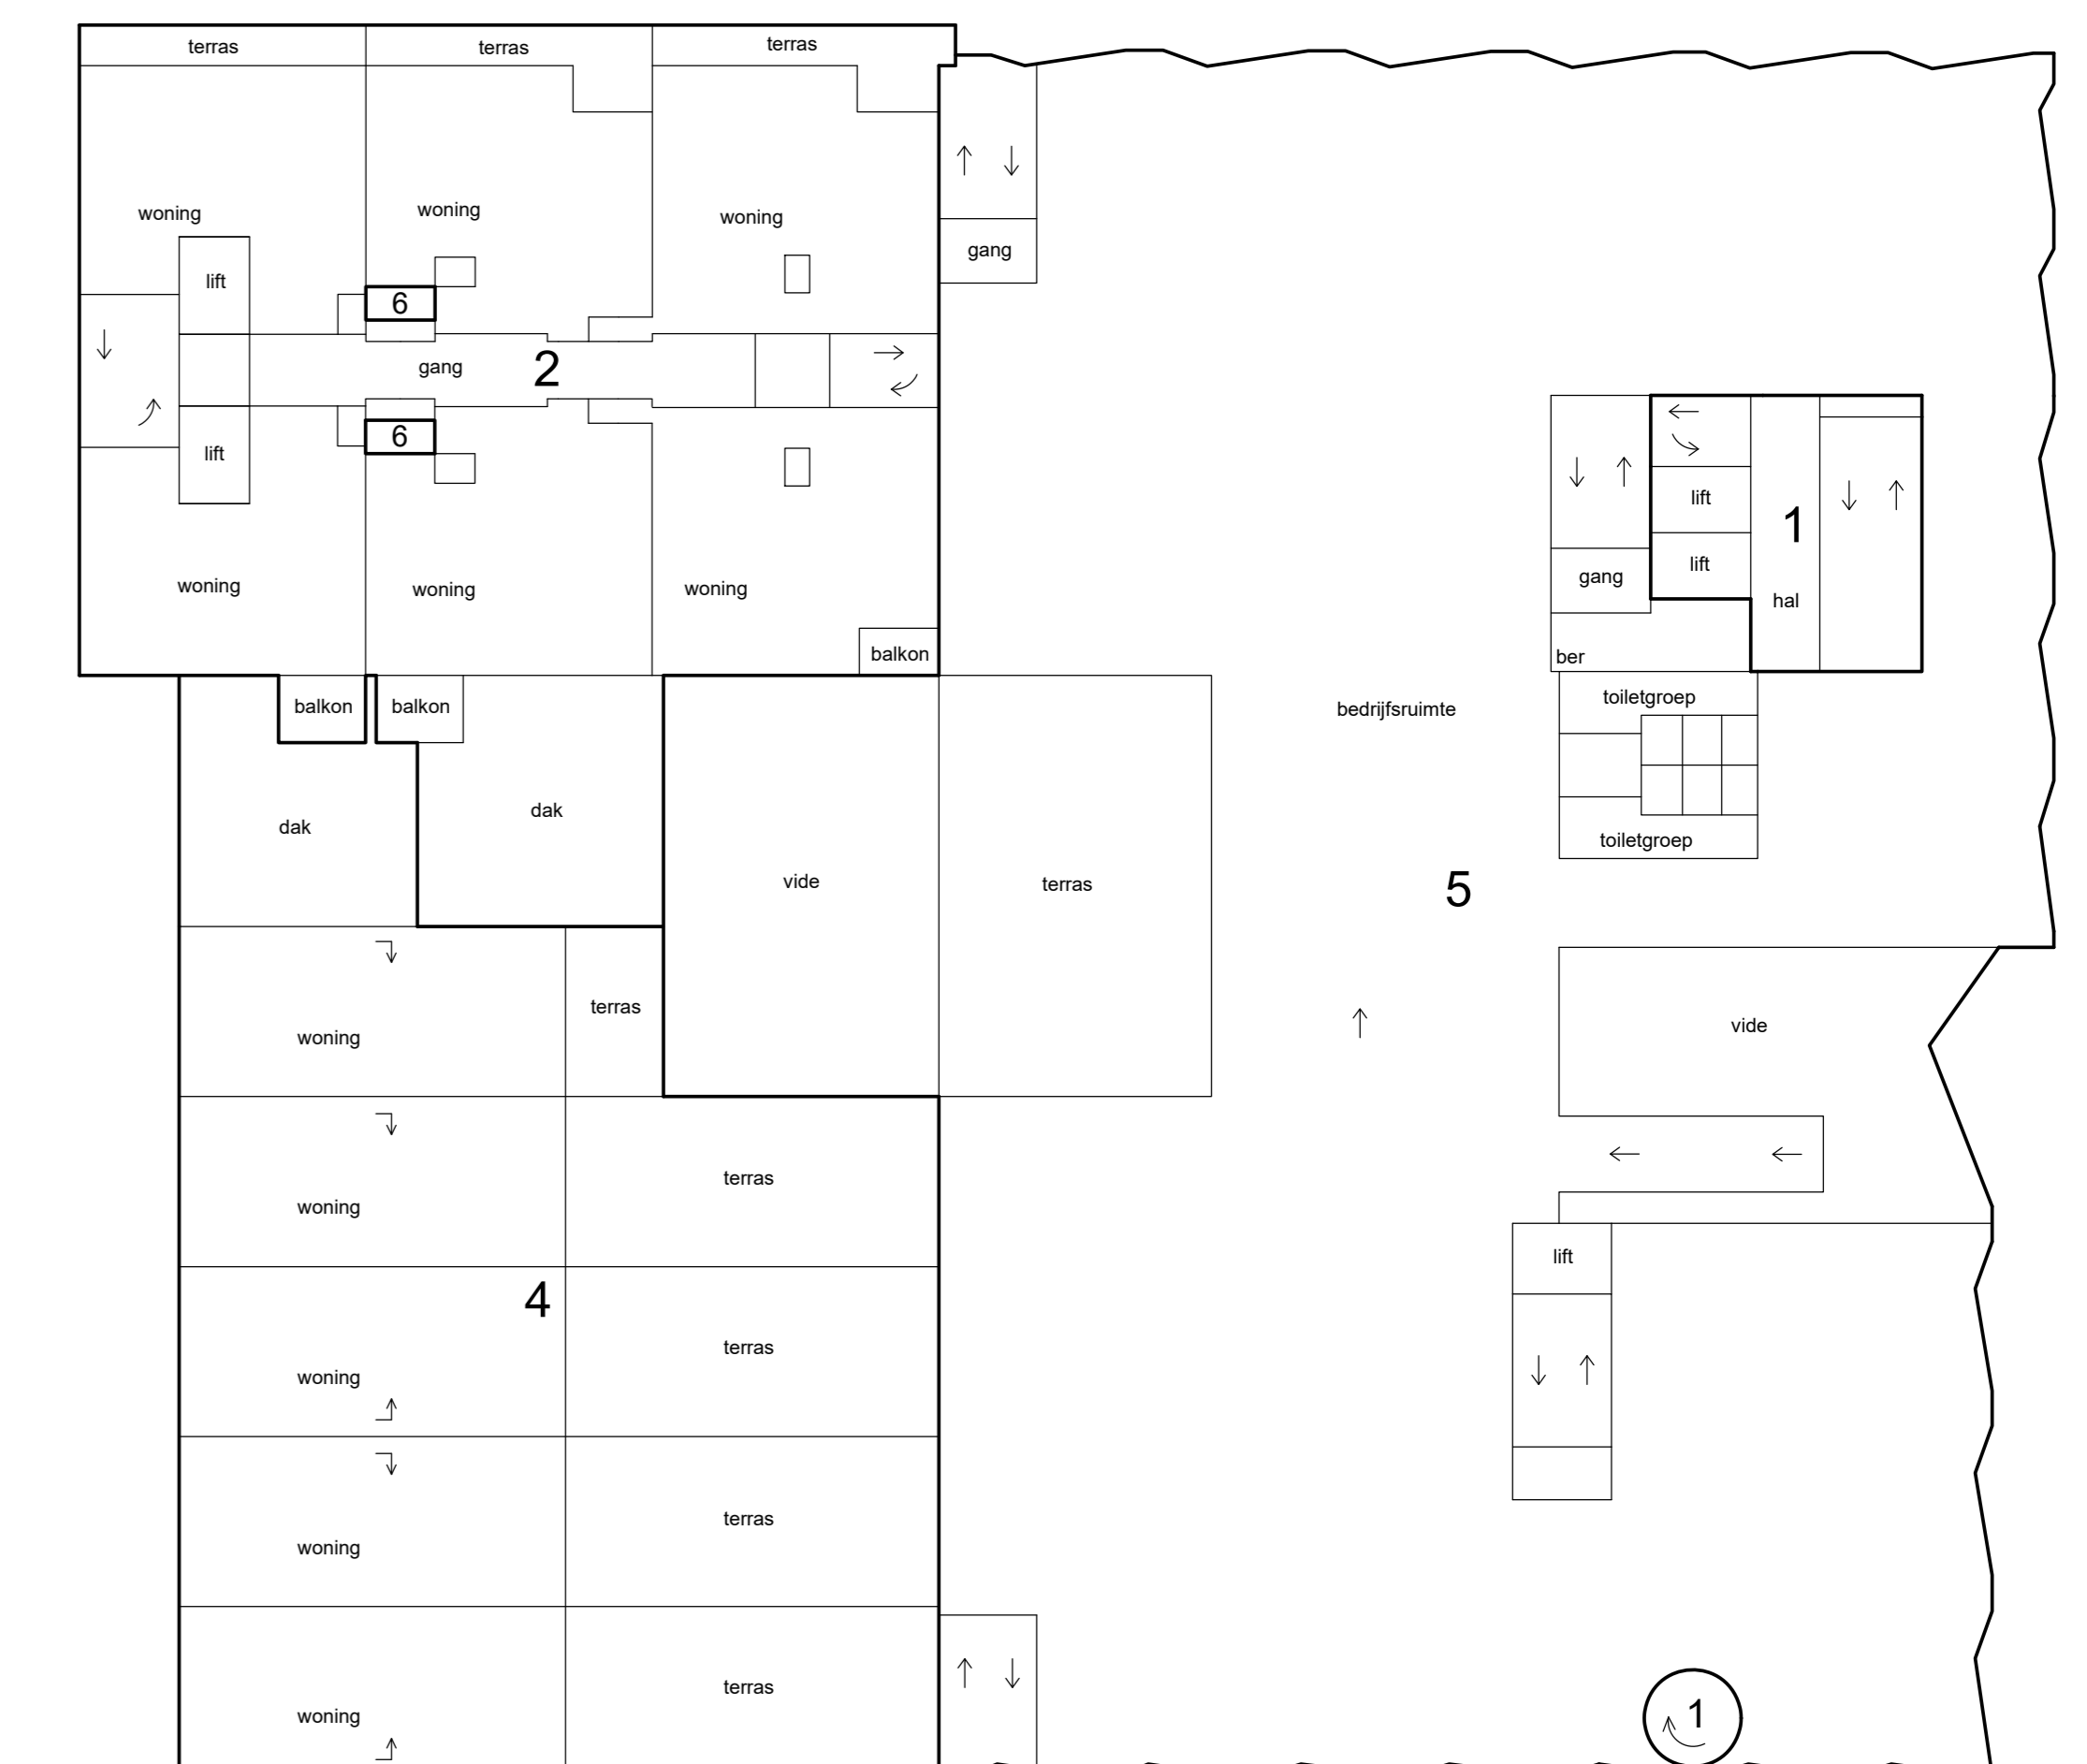 terras
terras
terras
woning
woning
woning
lift
gang
6
gang
2
6
lift
lift
1
lift
gang
hal
woning
woning
woning
balkon
ber
balkon
balkon
bedrijfsruimte
toiletgroep
dak
dak
toiletgroep
vide
terras
5
terras
vide
woning
terras
woning
lift
4
terras
woning
terras
woning
terras
woning
1